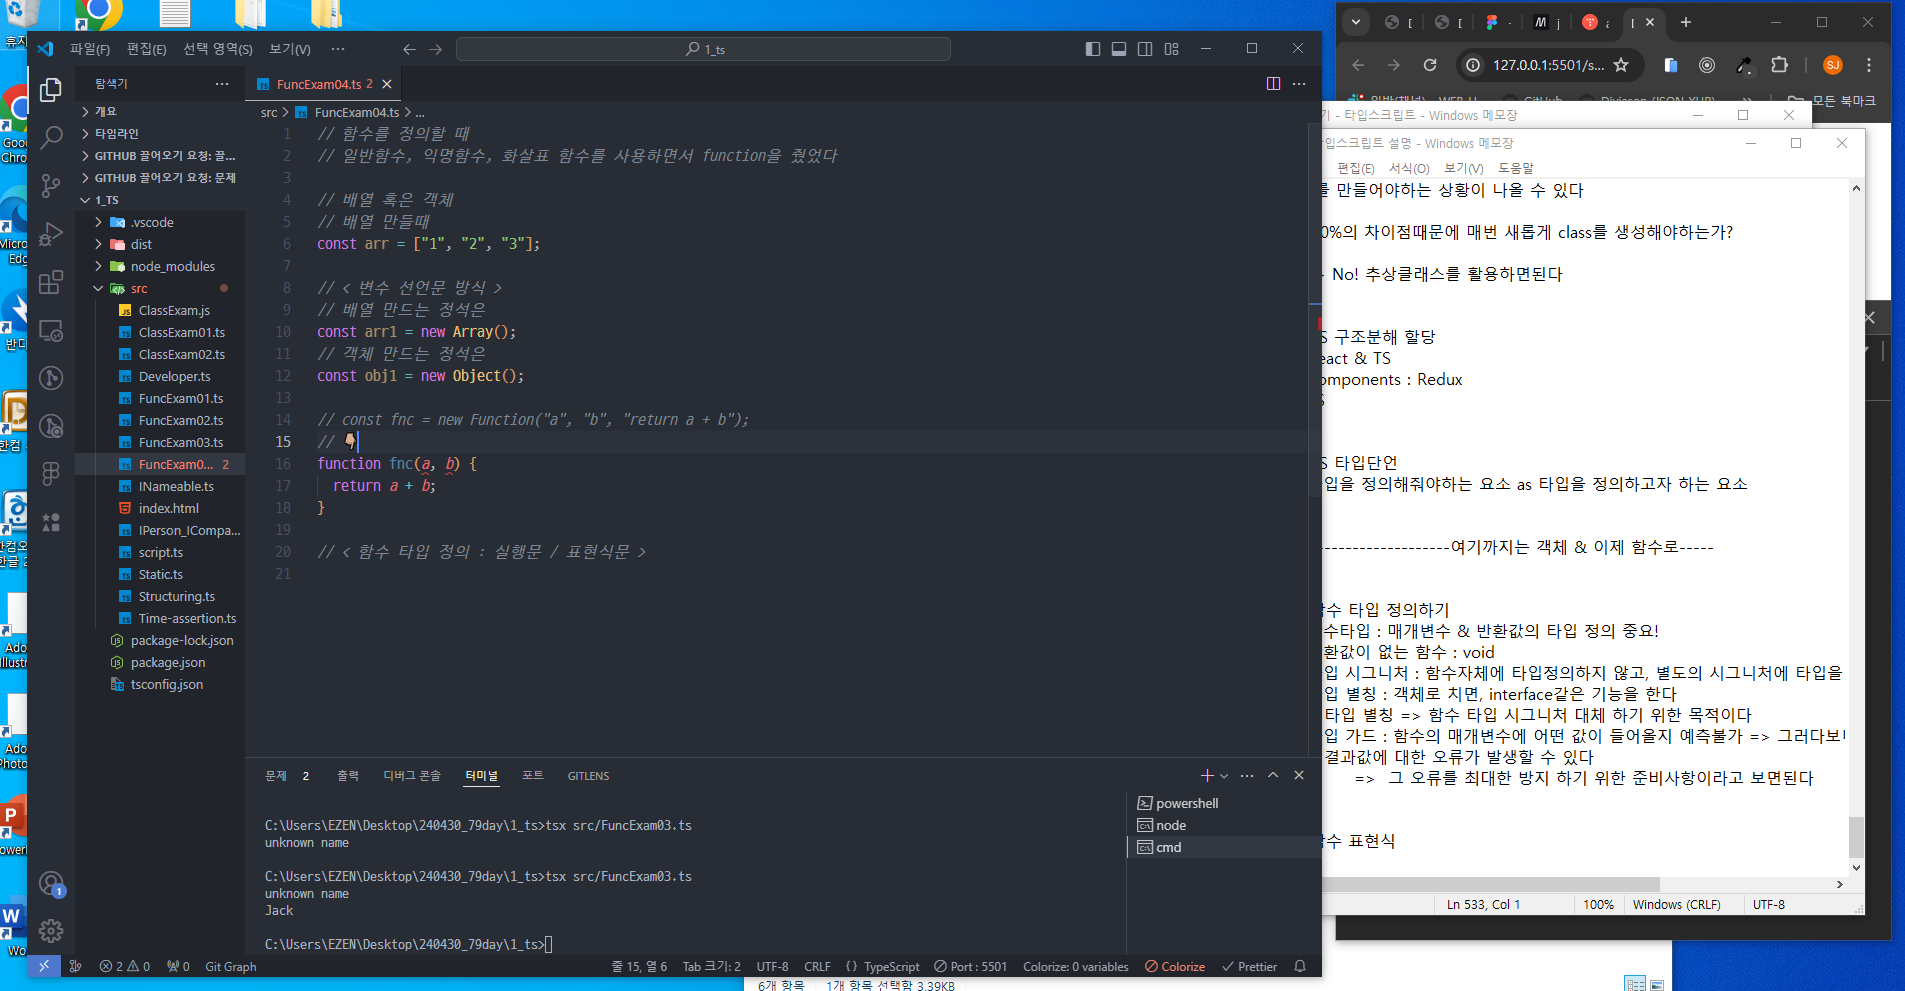 휴지
파일(F) 편집(E) 선택 영역(S) 보기(V) ··· 1_ts
탐색기 ···
개요
타임라인
GITHUB 끌어오기 요청: 끌...
GITHUB 끌어오기 요청: 문제
1_TS
.vscode
dist
node_modules
src
ClassExam.js
ClassExam01.ts
ClassExam02.ts
Developer.ts
FuncExam01.ts
FuncExam02.ts
FuncExam03.ts
FuncExam0... 2
INameable.ts
index.html
IPerson_ICompa...
script.ts
Static.ts
Structuring.ts
Time-assertion.ts
package-lock.json
package.json
tsconfig.json
FuncExam04.ts 2
src > FuncExam04.ts > ...
1 // 함수를 정의할 때
2 // 일반함수, 익명함수, 화살표 함수를 사용하면서 function을 줬었다
3
4 // 배열 혹은 객체
5 // 배열 만들때
6 const arr = ["1", "2", "3"];
7
8 // < 변수 선언문 방식 >
9 // 배열 만드는 정석은
10 const arr1 = new Array();
11 // 객체 만드는 정석은
12 const obj1 = new Object();
13
14 // const fnc = new Function("a", "b", "return a + b");
15 // 👇
16 function fnc(a, b) {
17 return a + b;
18 }
19
20 // < 함수 타입 정의 : 실행문 / 표현식문 >
21
문제 2 출력 디버그 콘솔 터미널 포트 GITLENS
C:\Users\EZEN\Desktop\240430_79day\1_ts>tsx src/FuncExam03.ts
unknown name
C:\Users\EZEN\Desktop\240430_79day\1_ts>tsx src/FuncExam03.ts
unknown name
Jack
C:\Users\EZEN\Desktop\240430_79day\1_ts>
powershell
node
cmd
2 0 0 Git Graph 줄 15, 열 6 Tab 크기: 2 UTF-8 CRLF {} TypeScript Port : 5501 Colorize: 0 variables Colorize Prettier
127.0.0.1:5501/s... SJ
모든 북마크
기 - 타입스크립트 - Windows 메모장
타입스크립트 설명 - Windows 메모장
편집(E) 서식(O) 보기(V) 도움말
를 만들어야하는 상황이 나올 수 있다
0%의 차이점때문에 매번 새롭게 class를 생성해야하는가?
No! 추상클래스를 활용하면된다
S 구조분해 할당
eact & TS
omponents : Redux
S 타입단언
입을 정의해줘야하는 요소 as 타입을 정의하고자 하는 요소
-------------------여기까지는 객체 & 이제 함수로-----
함수 타입 정의하기
수타입 : 매개변수 & 반환값의 타입 정의 중요!
환값이 없는 함수 : void
입 시그니처 : 함수자체에 타입정의하지 않고, 별도의 시그니처에 타입을
입 별칭 : 객체로 치면, interface같은 기능을 한다
타입 별칭 => 함수 타입 시그니처 대체 하기 위한 목적이다
입 가드 : 함수의 매개변수에 어떤 값이 들어올지 예측불가 => 그러다보니
결과값에 대한 오류가 발생할 수 있다
=> 그 오류를 최대한 방지 하기 위한 준비사항이라고 보면된다
함수 표현식
Ln 533, Col 1 100% Windows (CRLF) UTF-8
6개 항목 1개 항목 선택함 3.39KB